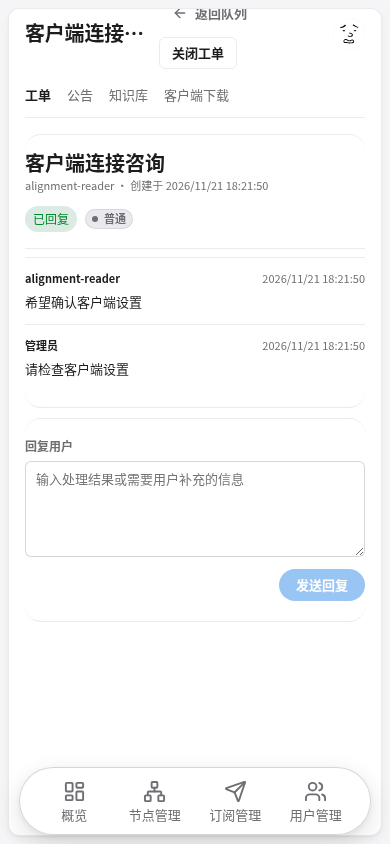 返回队列
客户端连接…
关闭工单
工单 公告 知识库 客户端下载
客户端连接咨询
alignment-reader · 创建于 2026/11/21 18:21:50
已回复 普通
alignment-reader 2026/11/21 18:21:50
希望确认客户端设置
管理员 2026/11/21 18:21:50
请检查客户端设置
回复用户
输入处理结果或需要用户补充的信息
发送回复
概览 节点管理 订阅管理 用户管理